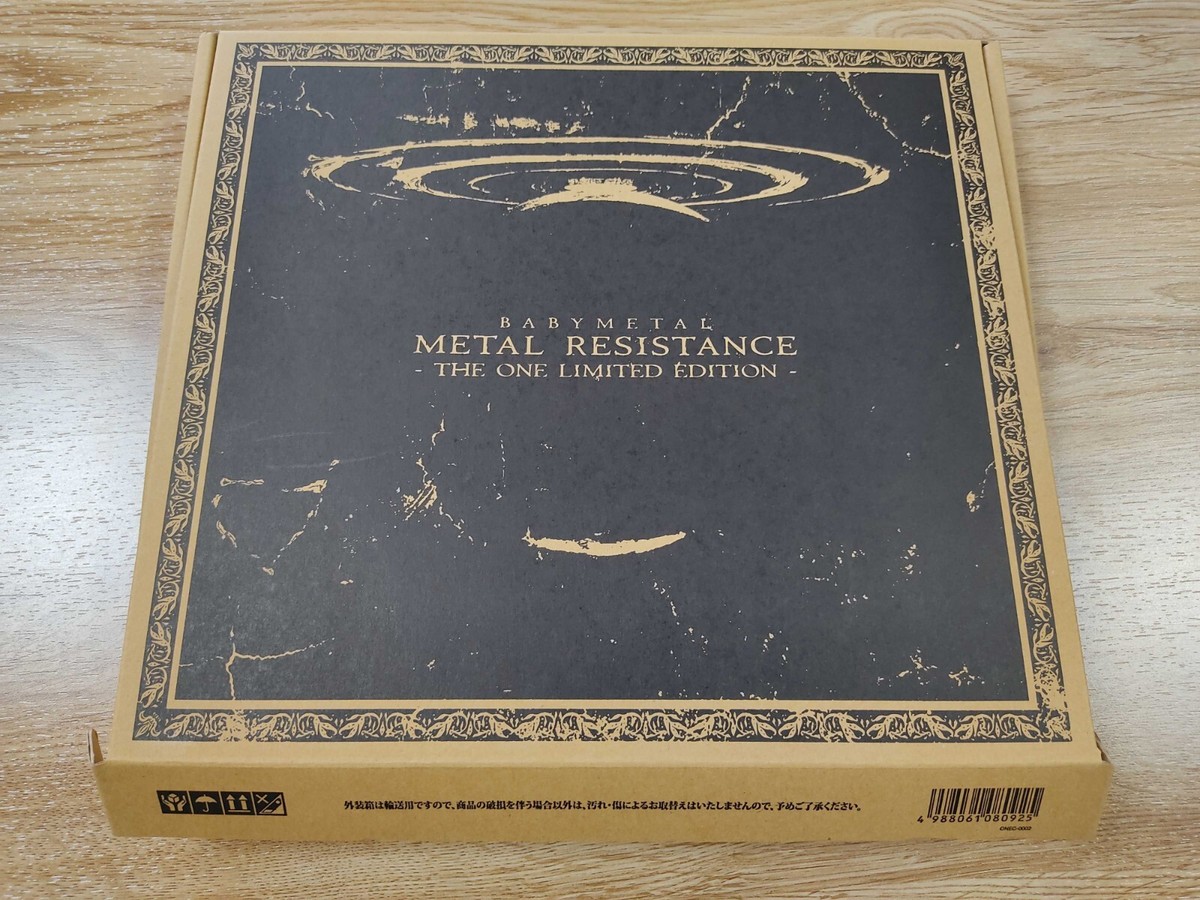 BABYMETAL
METAL RESISTANCE
- THE ONE LIMITED EDITION -
外装箱は輸送用ですので、商品の破損を伴う場合以外は、汚れ・傷によるお取替えはいたしませんので、予めご了承ください。
4 988061 080925
ONEC-0002